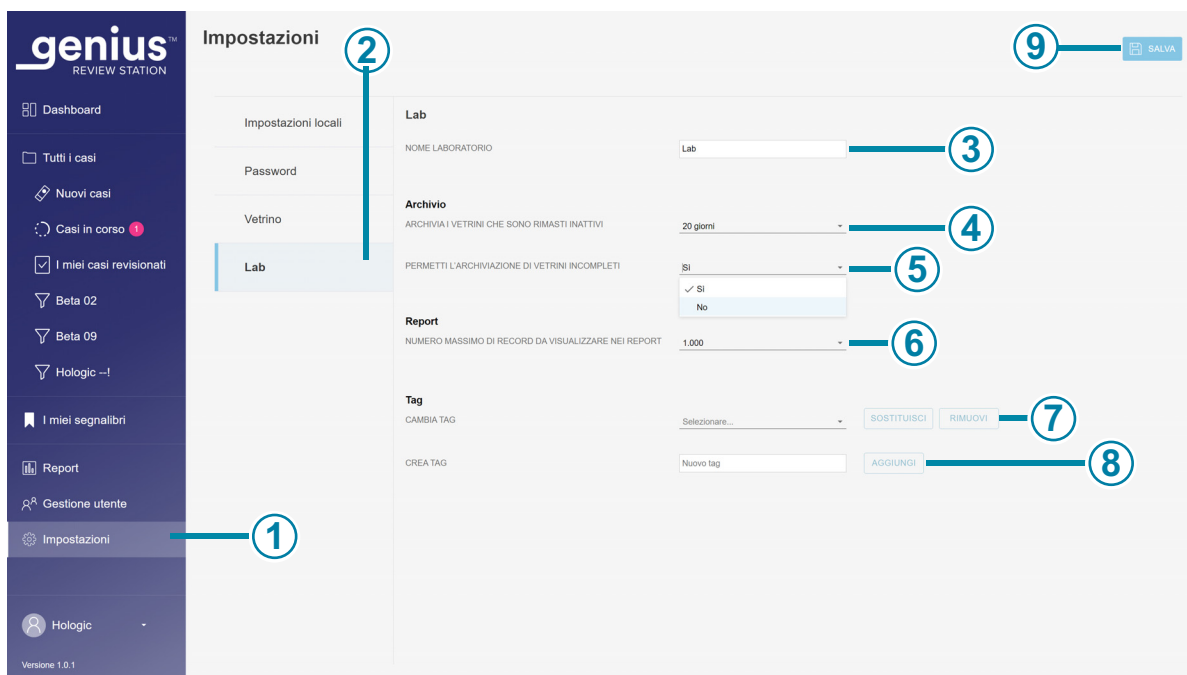 genius™
REVIEW STATION
Dashboard
Tutti i casi
Nuovi casi
Casi in corso 1
I miei casi revisionati
Beta 02
Beta 09
Hologic --!
I miei segnalibri
Report
Gestione utente
Impostazioni
Hologic
Versione 1.0.1
Impostazioni
SALVA
Impostazioni locali
Password
Vetrino
Lab
Lab
NOME LABORATORIO Lab
Archivio
ARCHIVIA I VETRINI CHE SONO RIMASTI INATTIVI 20 giorni
PERMETTI L'ARCHIVIAZIONE DI VETRINI INCOMPLETI Sì
Sì
No
Report
NUMERO MASSIMO DI RECORD DA VISUALIZZARE NEI REPORT 1.000
Tag
CAMBIA TAG Selezionare... SOSTITUISCI RIMUOVI
CREA TAG Nuovo tag AGGIUNGI
1
2
3
4
5
6
7
8
9